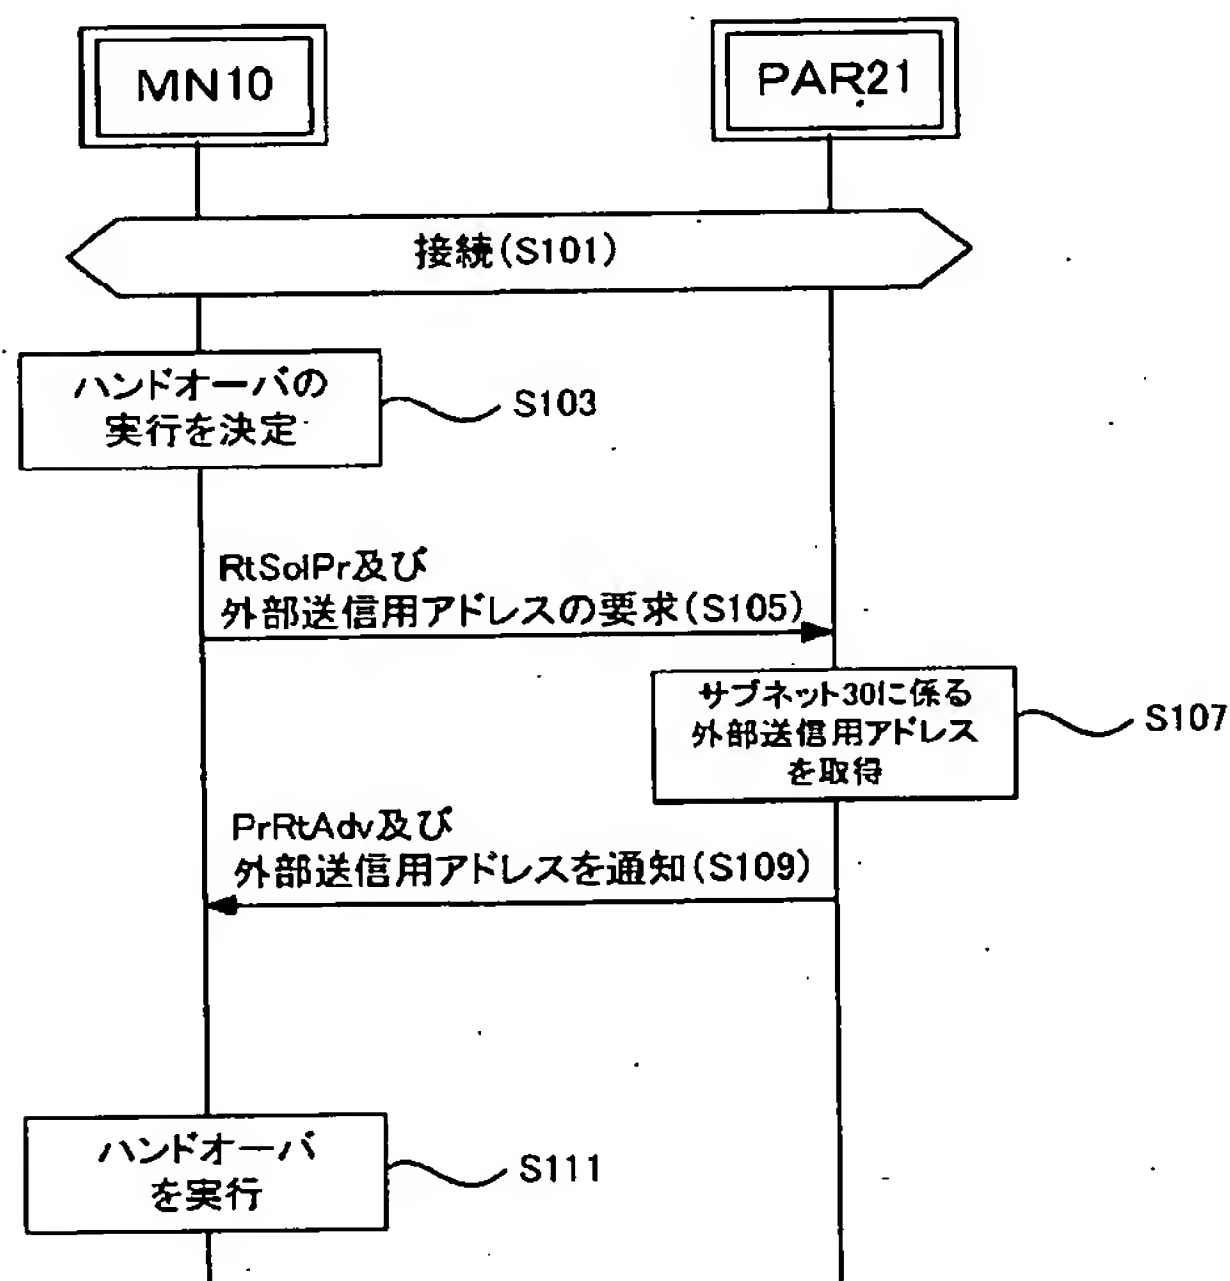 MN10
PAR21
接続(S101)
ハンドオーバの
実行を決定
S103
RtSolPr及び
外部送信用アドレスの要求(S105)
サブネット30に係る
外部送信用アドレス
を取得
S107
PrRtAdv及び
外部送信用アドレスを通知(S109)
ハンドオーバ
を実行
S111